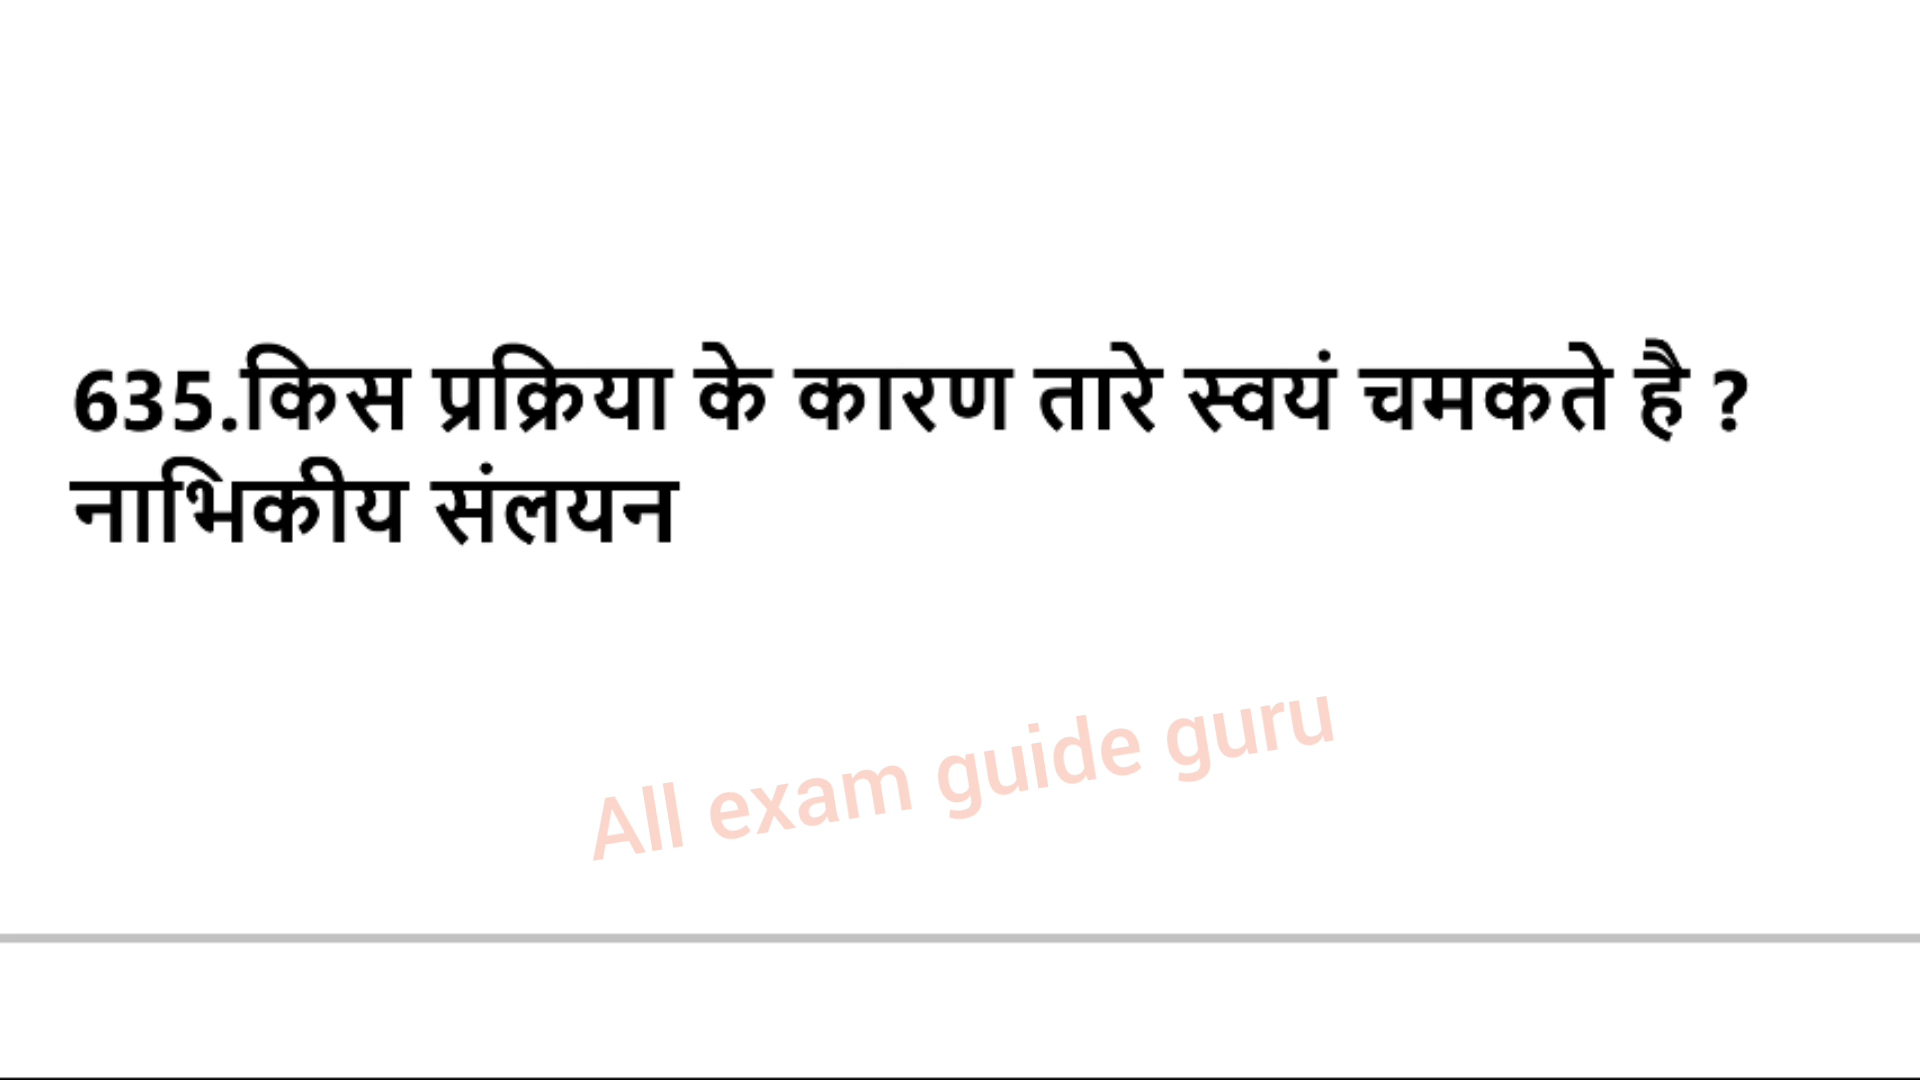 635.किस प्रक्रिया के कारण तारे स्वयं चमकते है ?
नाभिकीय संलयन
All exam guide guru